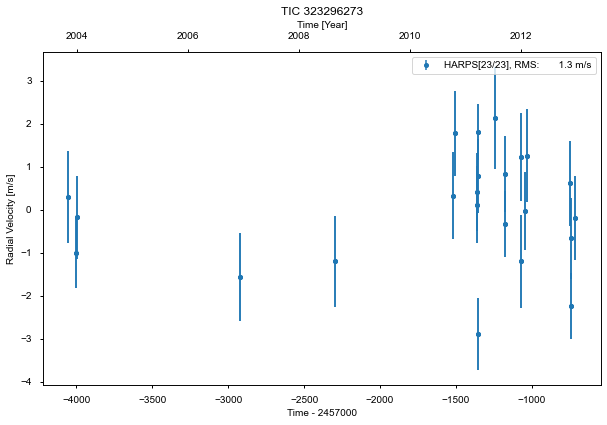 TIC 323296273
Time [Year]
2004 2006 2008 2010 2012
HARPS[23/23], RMS: 1.3 m/s
3
2
1
0
−1
−2
−3
−4
Radial Velocity [m/s]
−4000 −3500 −3000 −2500 −2000 −1500 −1000
Time - 2457000